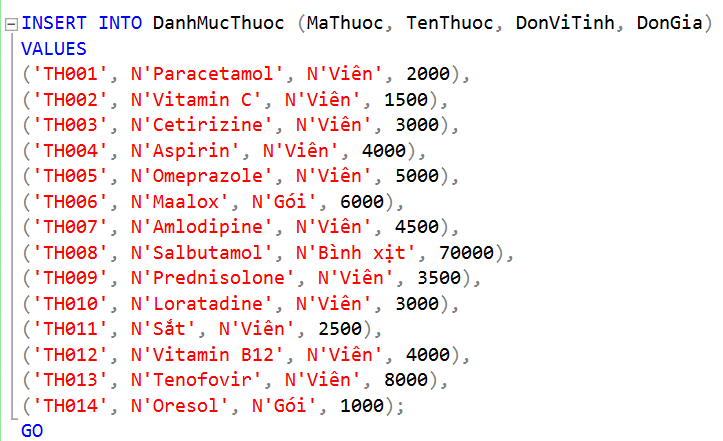 INSERT INTO DanhMucThuoc (MaThuoc, TenThuoc, DonViTinh, DonGia)
VALUES
('TH001', N'Paracetamol', N'Viên', 2000),
('TH002', N'Vitamin C', N'Viên', 1500),
('TH003', N'Cetirizine', N'Viên', 3000),
('TH004', N'Aspirin', N'Viên', 4000),
('TH005', N'Omeprazole', N'Viên', 5000),
('TH006', N'Maalox', N'Gói', 6000),
('TH007', N'Amlodipine', N'Viên', 4500),
('TH008', N'Salbutamol', N'Bình xịt', 70000),
('TH009', N'Prednisolone', N'Viên', 3500),
('TH010', N'Loratadine', N'Viên', 3000),
('TH011', N'Sắt', N'Viên', 2500),
('TH012', N'Vitamin B12', N'Viên', 4000),
('TH013', N'Tenofovir', N'Viên', 8000),
('TH014', N'Oresol', N'Gói', 1000);
GO